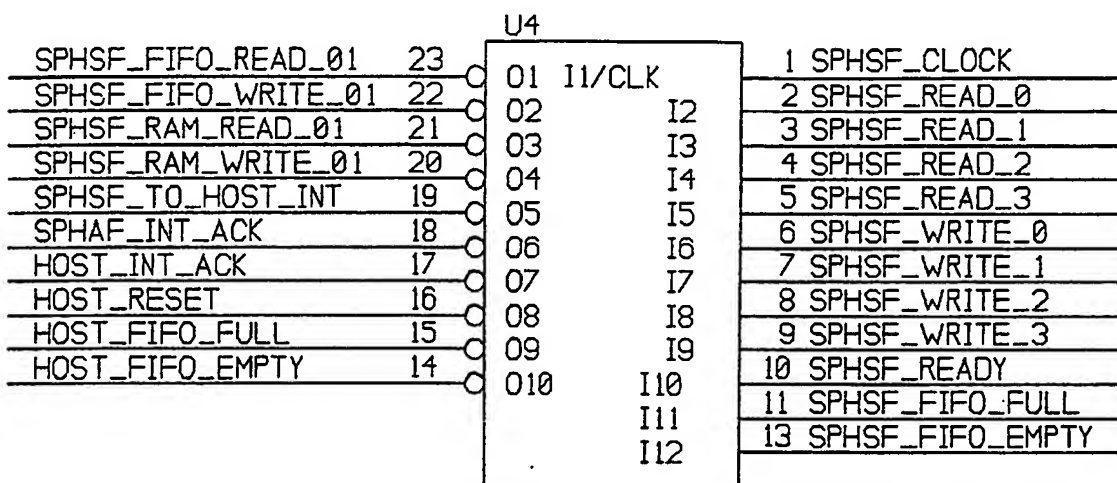 U4
SPHSF_FIFO_READ_01 23 O1 I1/CLK 1 SPHSF_CLOCK
SPHSF_FIFO_WRITE_01 22 O2 I2 2 SPHSF_READ_0
SPHSF_RAM_READ_01 21 O3 I3 3 SPHSF_READ_1
SPHSF_RAM_WRITE_01 20 O4 I4 4 SPHSF_READ_2
SPHSF_TO_HOST_INT 19 O5 I5 5 SPHSF_READ_3
SPHAF_INT_ACK 18 O6 I6 6 SPHSF_WRITE_0
HOST_INT_ACK 17 O7 I7 7 SPHSF_WRITE_1
HOST_RESET 16 O8 I8 8 SPHSF_WRITE_2
HOST_FIFO_FULL 15 O9 I9 9 SPHSF_WRITE_3
HOST_FIFO_EMPTY 14 O10 I10 10 SPHSF_READY
I11 11 SPHSF_FIFO_FULL
I12 13 SPHSF_FIFO_EMPTY